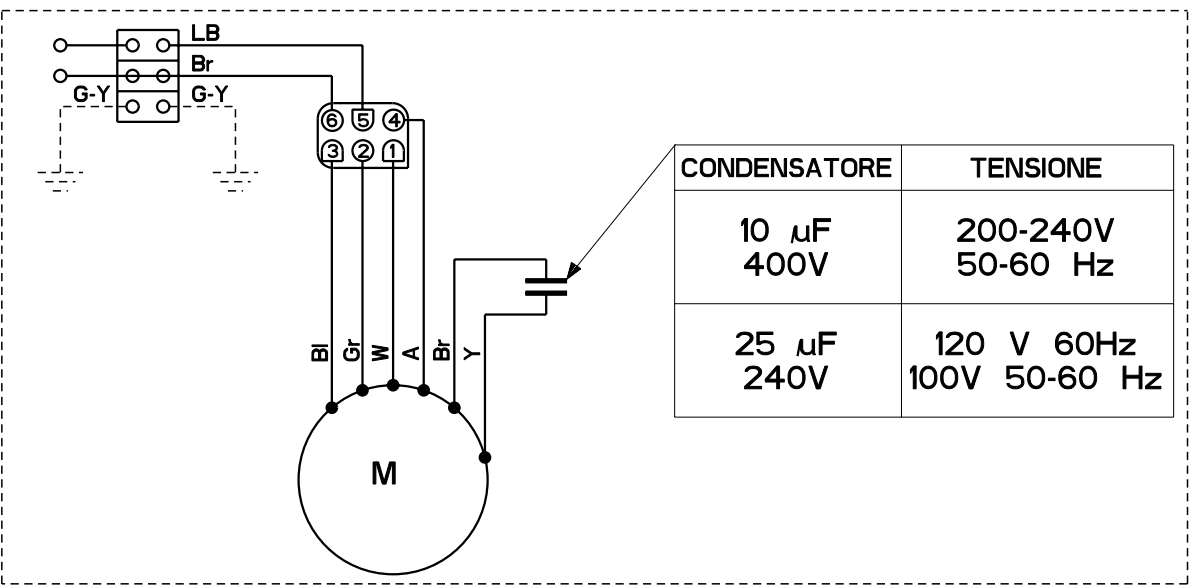 LB
Br
G-Y G-Y
6 5 4
3 2 1
CONDENSATORE TENSIONE
10 µF 200-240V
400V 50-60 Hz
25 µF 120 V 60Hz
240V 100V 50-60 Hz
Bl Gr W A Br Y
M